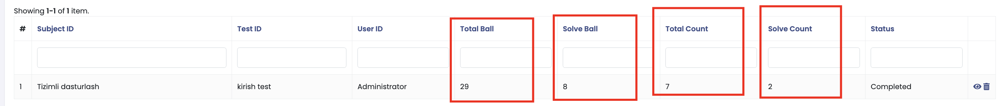 Showing 1-1 of 1 item.
# Subject ID Test ID User ID Total Ball Solve Ball Total Count Solve Count Status
1 Tizimli dasturlash kirish test Administrator 29 8 7 2 Completed